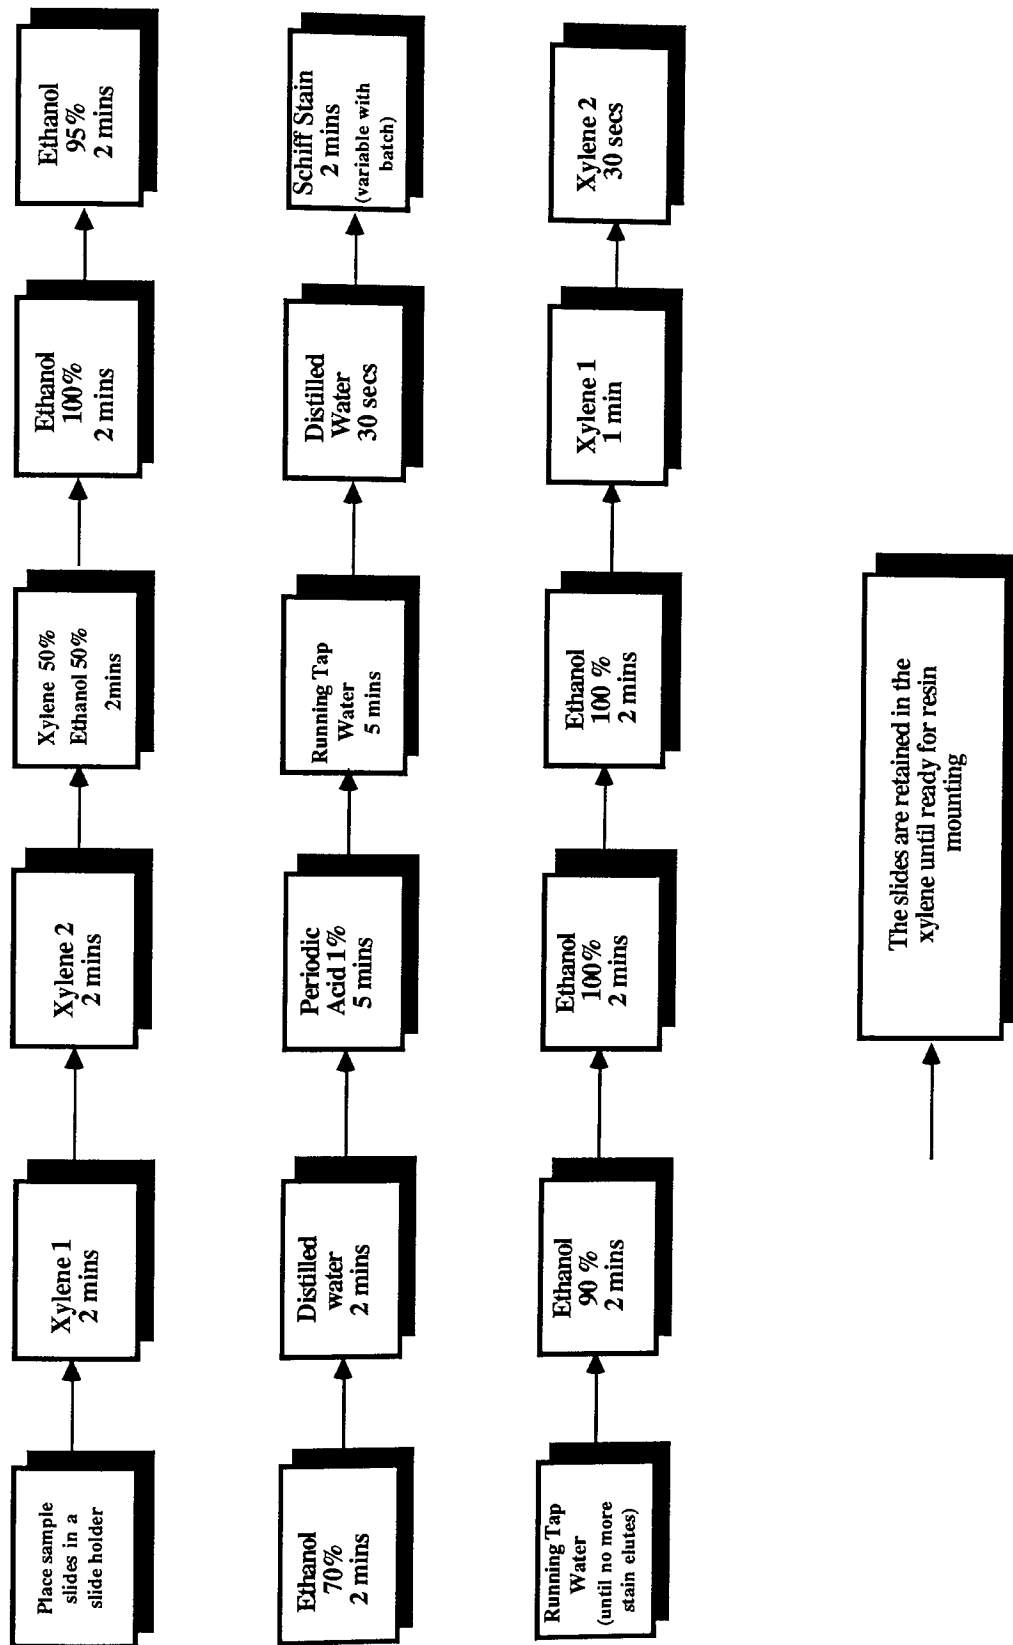 Place sample
slides in a
slide holder
Xylene 1
2 mins
Xylene 2
2 mins
Xylene 50%
Ethanol 50%
2mins
Ethanol
100%
2 mins
Ethanol
95%
2 mins
Ethanol
70%
2 mins
Distilled
water
2 mins
Periodic
Acid 1%
5 mins
Running Tap
Water
5 mins
Distilled
Water
30 secs
Schiff Stain
2 mins
(variable with
batch)
Running Tap
Water
(until no more
stain elutes)
Ethanol
90 %
2 mins
Ethanol
100%
2 mins
Ethanol
100 %
2 mins
Xylene 1
1 min
Xylene 2
30 secs
The slides are retained in the
xylene until ready for resin
mounting